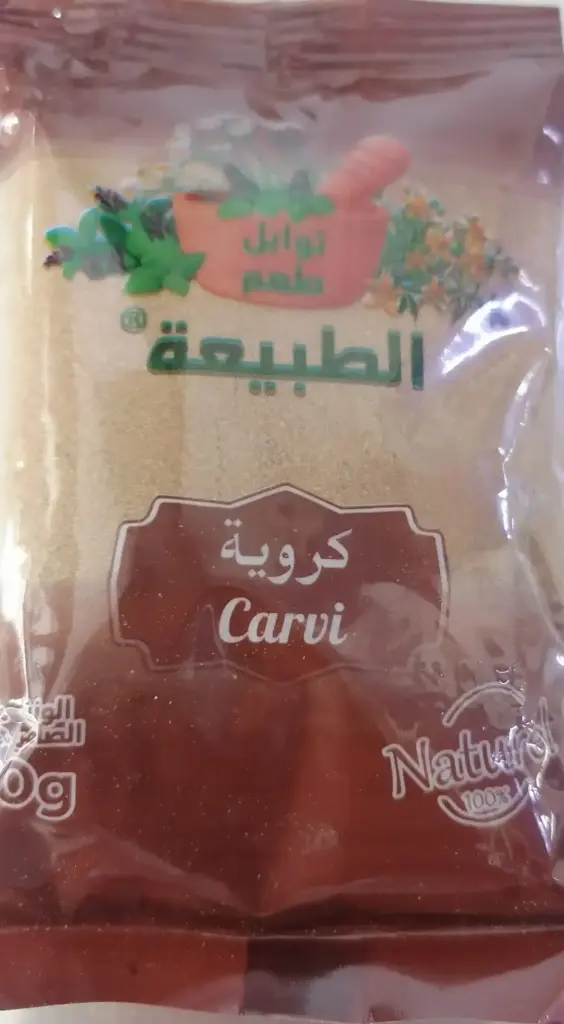 توابل
طعم
الطبيعة®
كروية
Carvi
0g
Natural
100%